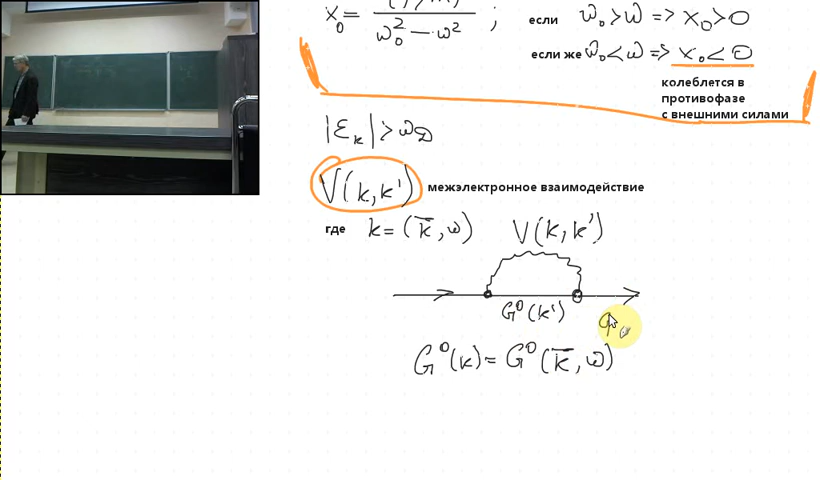 x₀ = / ω₀² − ω² ; если ω₀ > ω => x₀ > 0
если же ω₀ < ω => x₀ < 0
колеблется в
противофазе
с внешними силами
|ε_k| > ω_D
V(k, k') межэлектронное взаимодействие
где k = (k̄, ω) V(k, k')
G⁰(k')
G⁰(k) = G⁰(k̄, ω)